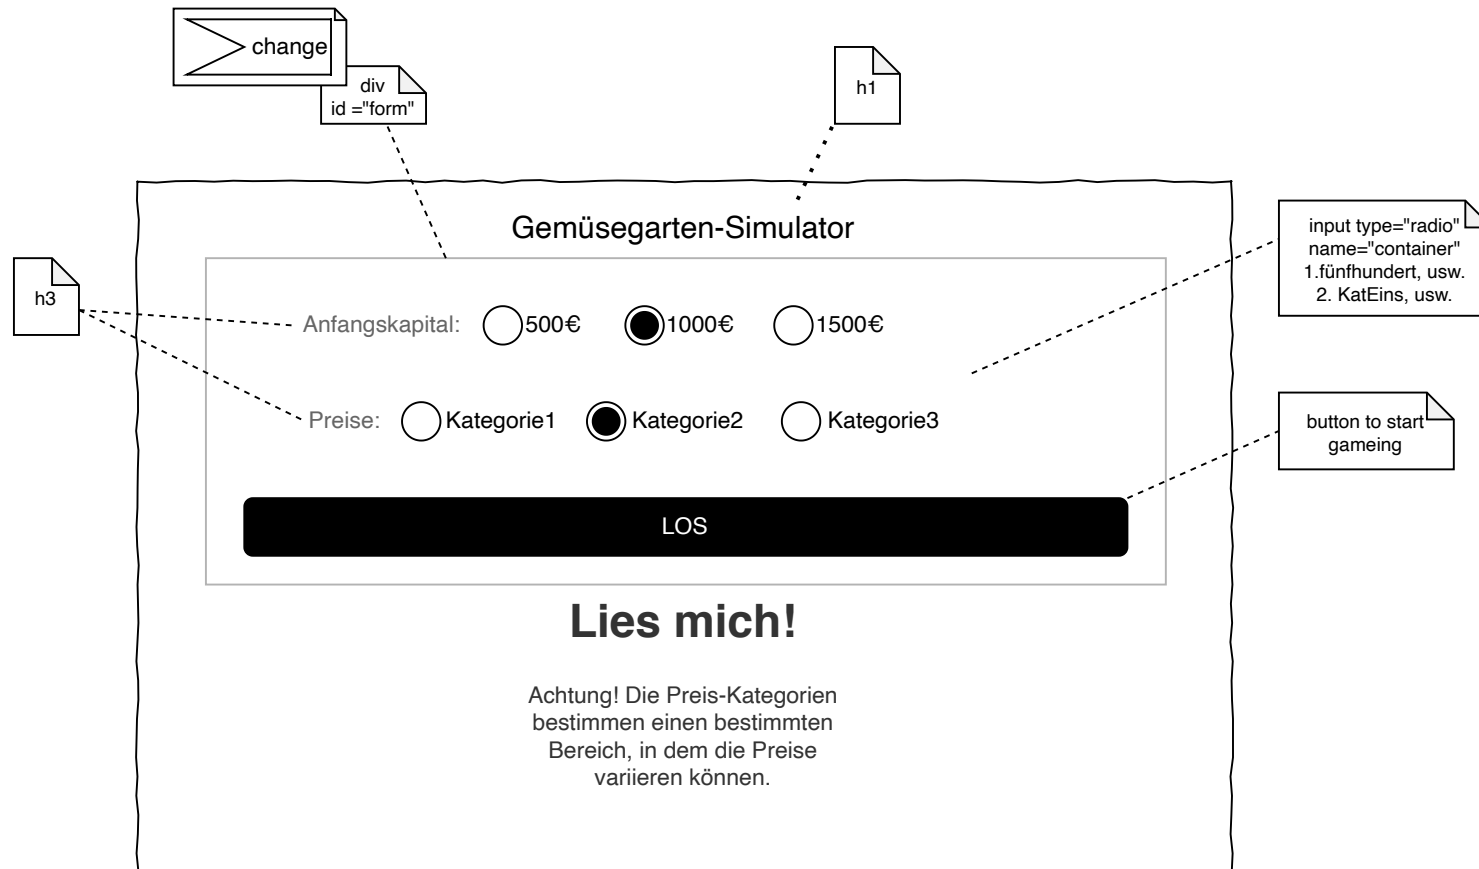 change
div
id ="form"
h1
Gemüsegarten-Simulator
input type="radio"
name="container"
1.fünfhundert, usw.
2. KatEins, usw.
h3
Anfangskapital: 500€ 1000€ 1500€
Preise: Kategorie1 Kategorie2 Kategorie3
button to start
gameing
LOS
Lies mich!
Achtung! Die Preis-Kategorien
bestimmen einen bestimmten
Bereich, in dem die Preise
variieren können.